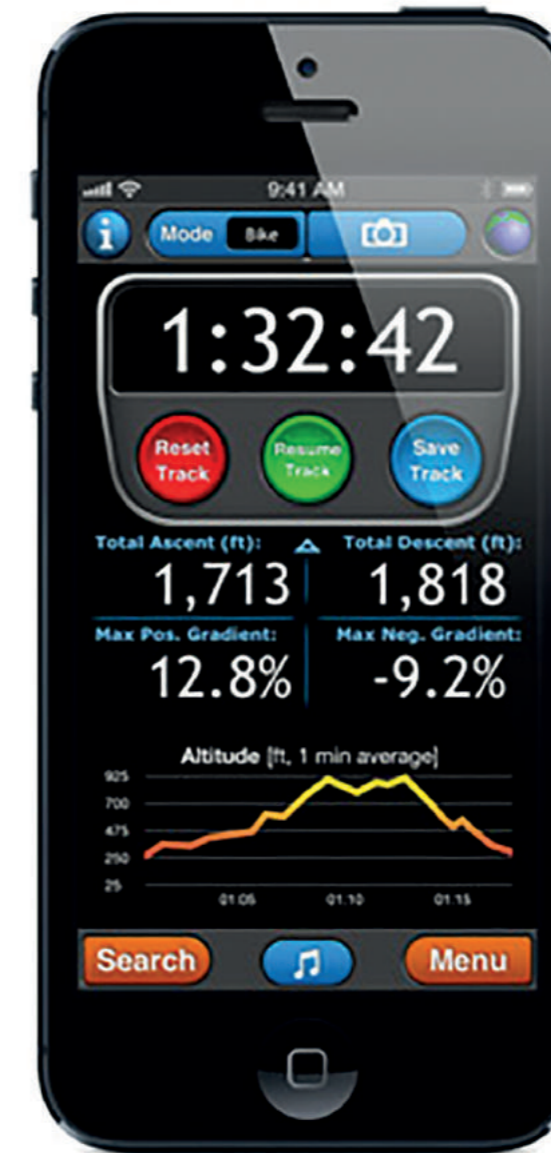 9:41 AM
i Mode Bike
1:32:42
Reset Resume Save
Track Track Track
Total Ascent (ft): Total Descent (ft):
1,713 1,818
Max Pos. Gradient: Max Neg. Gradient:
12.8% -9.2%
Altitude [ft, 1 min average]
925
700
475
250
25
01:05 01:10 01:15
Search Menu